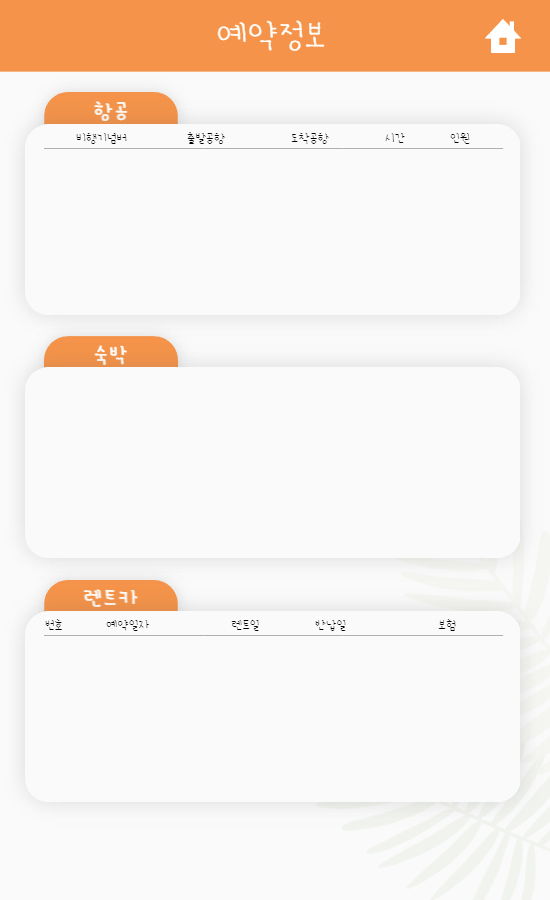 예약정보
항공
비행기넘버 출발공항 도착공항 시간 인원
숙박
렌트카
번호 예약일자 렌트일 반납일 보험